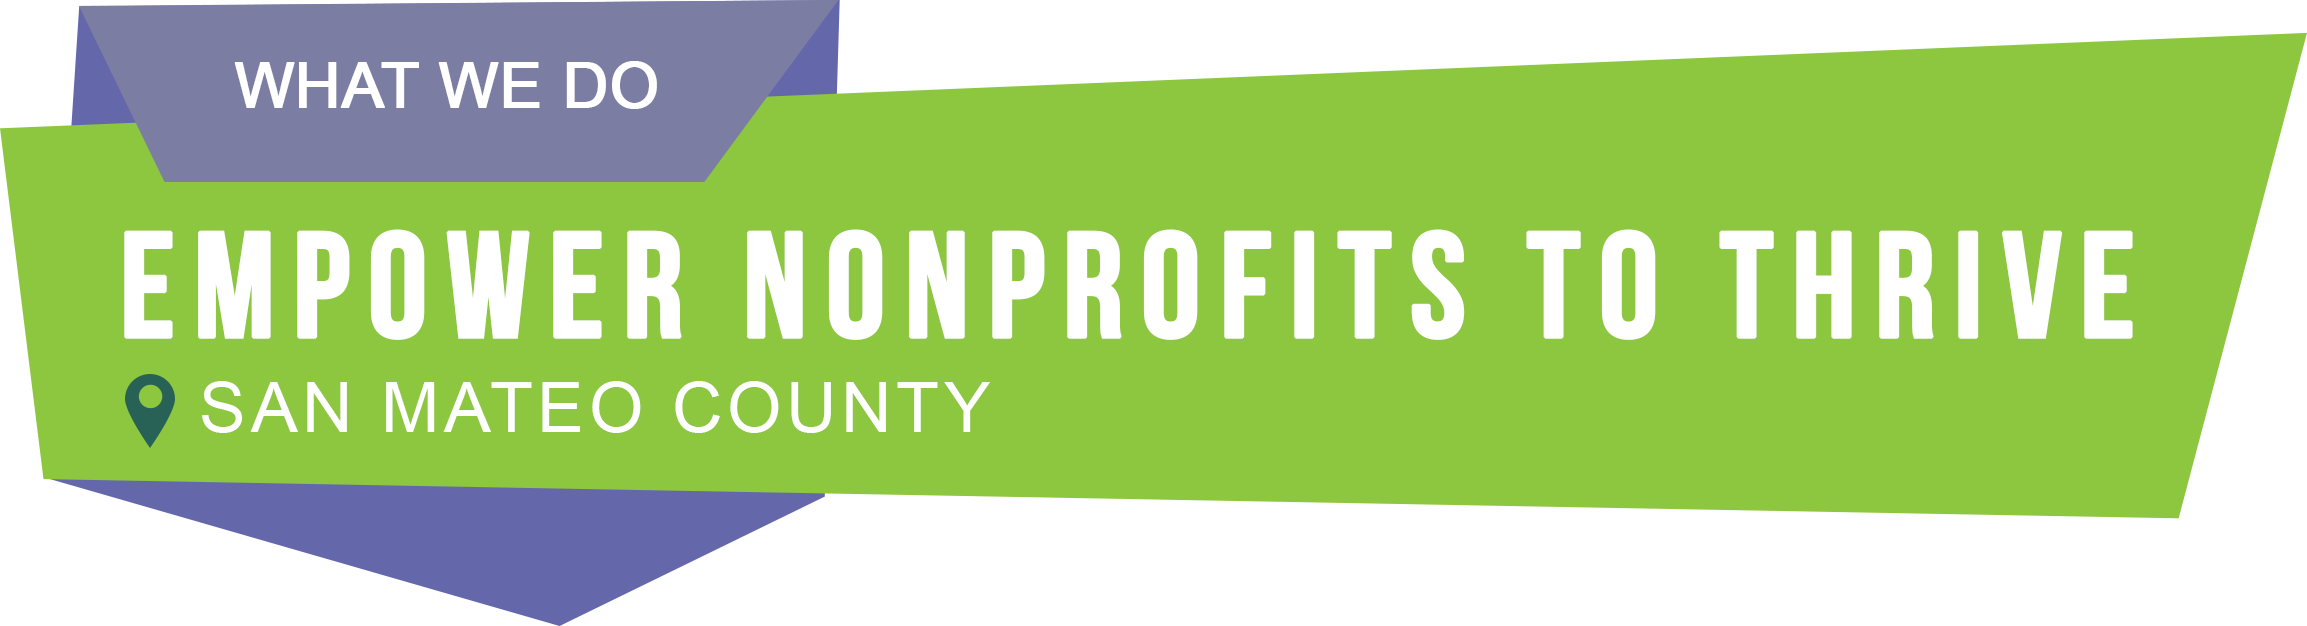 WHAT WE DO
EMPOWER NONPROFITS TO THRIVE
SAN MATEO COUNTY